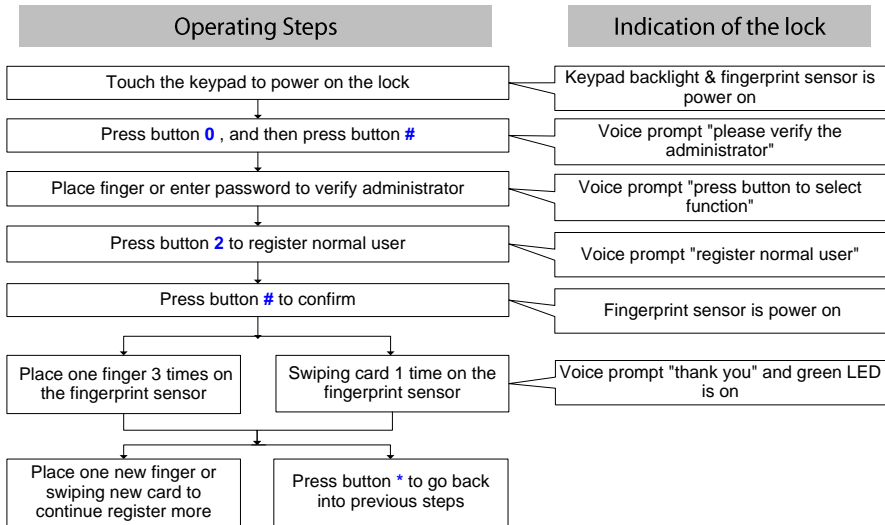 Operating Steps
Indication of the lock
Touch the keypad to power on the lock
Keypad backlight & fingerprint sensor is
power on
Press button 0 , and then press button #
Voice prompt "please verify the
administrator"
Place finger or enter password to verify administrator
Voice prompt "press button to select
function"
Press button 2 to register normal user
Voice prompt "register normal user"
Press button # to confirm
Fingerprint sensor is power on
Place one finger 3 times on
the fingerprint sensor
Swiping card 1 time on the
fingerprint sensor
Voice prompt "thank you" and green LED
is on
Place one new finger or
swiping new card to
continue register more
Press button * to go back
into previous steps